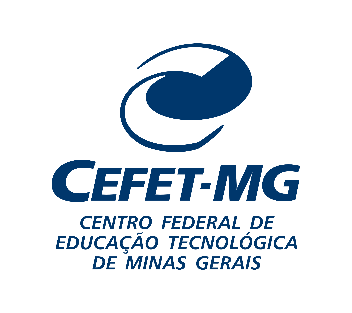 CEFET-MG
CENTRO FEDERAL DE
EDUCAÇÃO TECNOLÓGICA
DE MINAS GERAIS